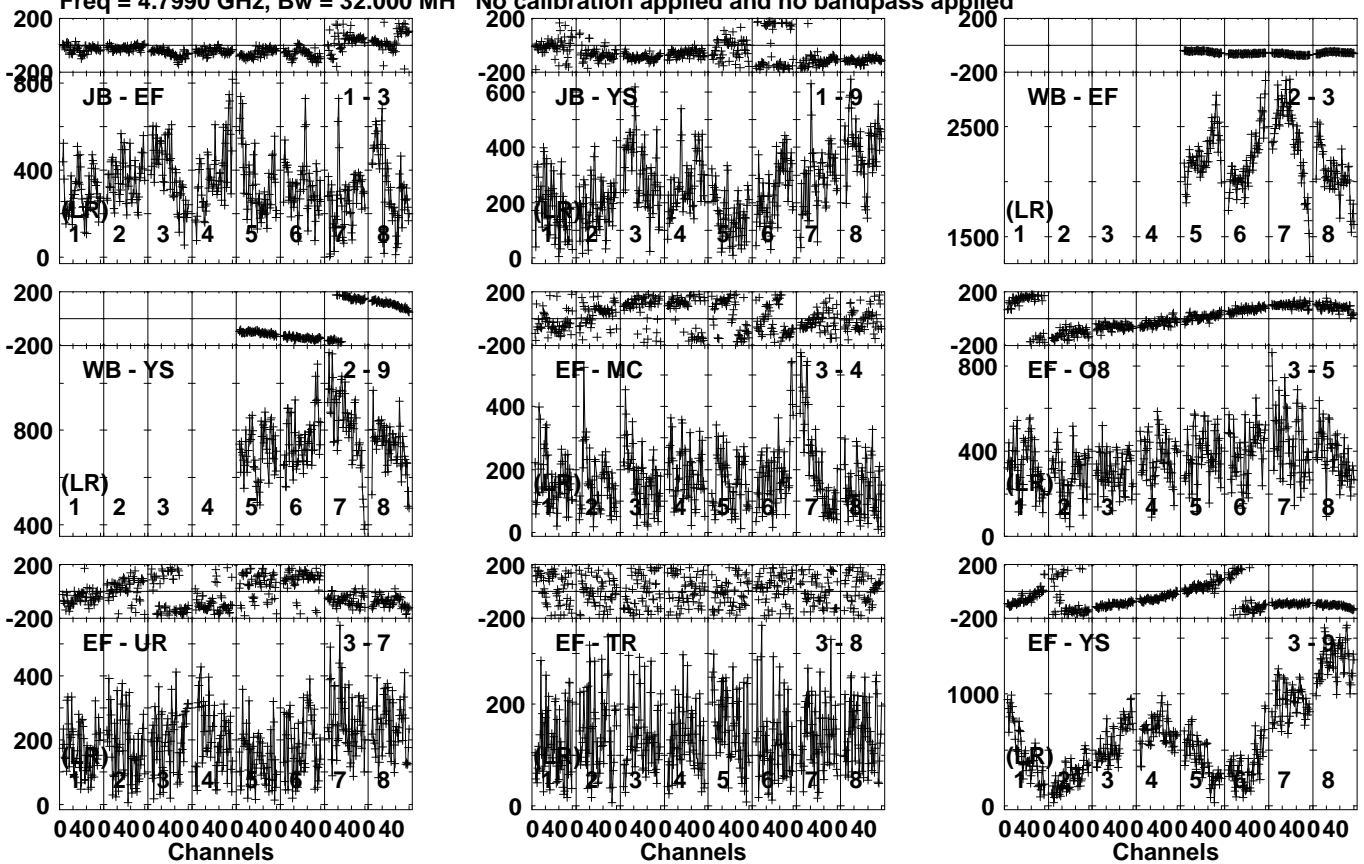 Freq = 4.7990 GHz, Bw = 32.000 MH No calibration applied and no bandpass applied
200
-200
800
400
0
JB - EF
1 - 3
(LR)
1 2 3 4 5 6 7 8
200
-200
600
400
200
0
JB - YS
1 - 9
(LR)
1 2 3 4 5 6 7 8
200
-200
2500
1500
WB - EF
2 - 3
(LR)
1 2 3 4 5 6 7 8
200
-200
800
400
WB - YS
2 - 9
(LR)
1 2 3 4 5 6 7 8
200
-200
400
200
0
EF - MC
3 - 4
(LR)
1 2 3 4 5 6 7 8
200
-200
800
400
0
EF - O8
3 - 5
(LR)
1 2 3 4 5 6 7 8
200
-200
400
200
0
EF - UR
3 - 7
(LR)
1 2 3 4 5 6 7 8
0 40 0 40 0 40 0 40 0 40 0 40 0 40 0 40
Channels
200
-200
200
0
EF - TR
3 - 8
(LR)
1 2 3 4 5 6 7 8
0 40 0 40 0 40 0 40 0 40 0 40 0 40 0 40
Channels
200
-200
1000
0
EF - YS
3 - 9
(LR)
1 2 3 4 5 6 7 8
0 40 0 40 0 40 0 40 0 40 0 40 0 40 0 40
Channels